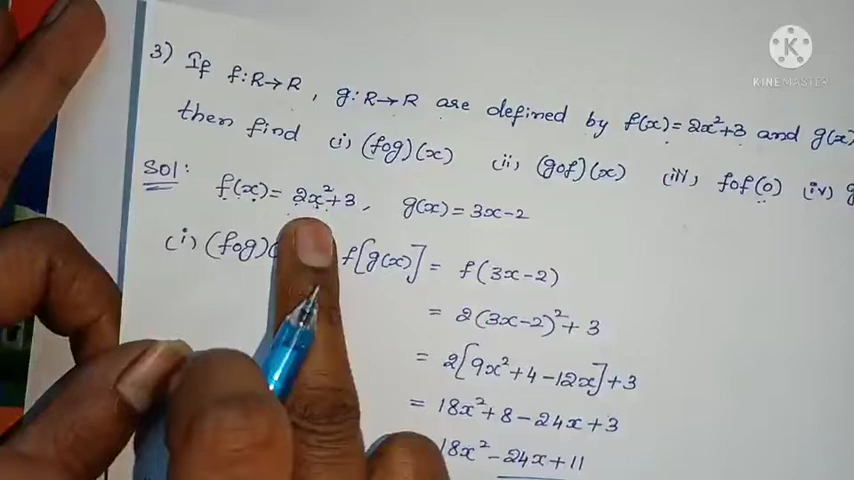 K
KINEMASTER
3) If f:R→R, g:R→R are defined by f(x)=2x²+3 and g(x)
then find (i) (fog)(x) (ii) (gof)(x) (iii) fof(0) (iv) g
Sol: f(x)= 2x²+3, g(x)=3x-2
(i) (fog)( f[g(x)] = f(3x-2)
= 2(3x-2)²+3
= 2[9x²+4-12x]+3
= 18x²+8-24x+3
18x²-24x+11